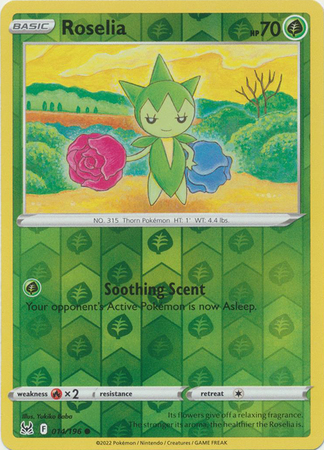 BASIC Roselia HP 70
NO. 315 Thorn Pokémon HT: 1' WT: 4.4 lbs.
Soothing Scent
Your opponent's Active Pokémon is now Asleep.
weakness ×2 resistance retreat
Illus. Yukiko Baba
F 014/196
Its flowers give off a relaxing fragrance.
The stronger its aroma, the healthier the Roselia is.
©2022 Pokémon / Nintendo / Creatures / GAME FREAK